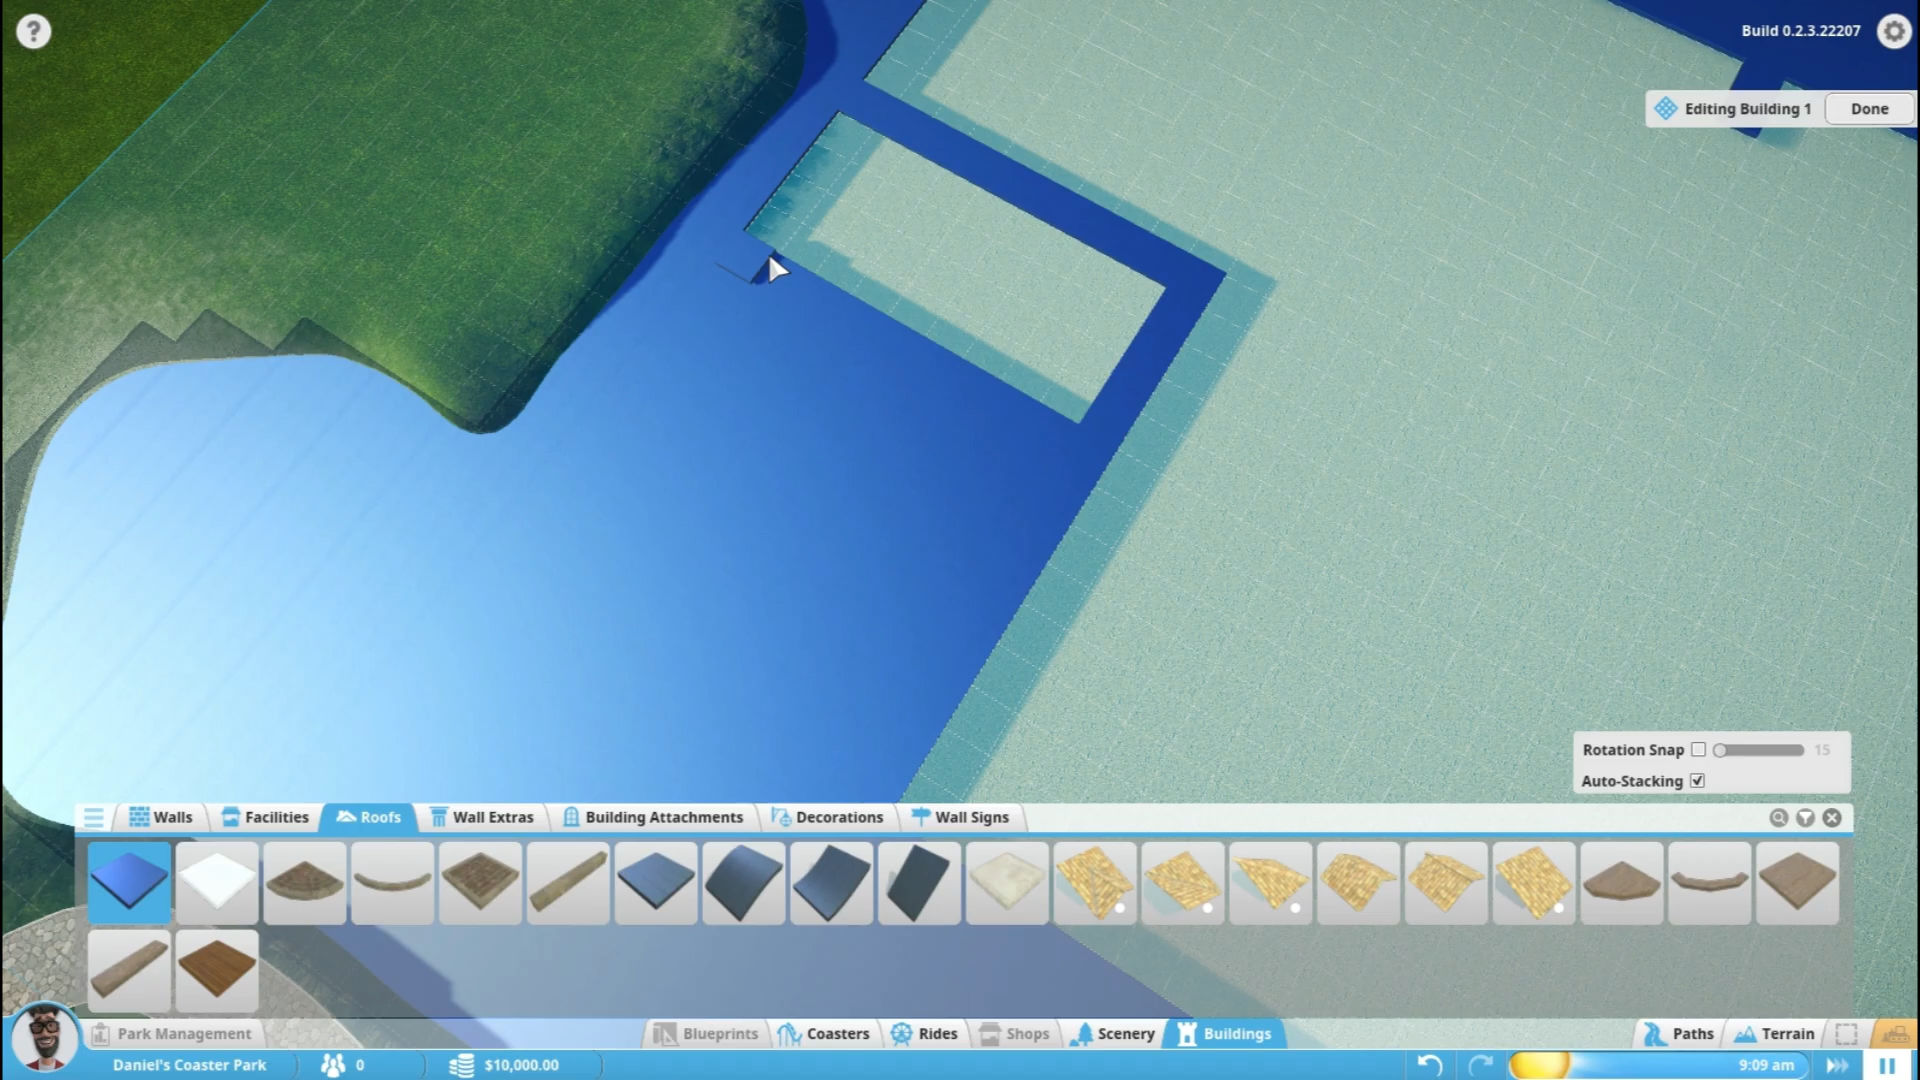 ?
Build 0.2.3.22207
Editing Building 1 Done
Rotation Snap 15
Auto-Stacking
Walls Facilities Roofs Wall Extras Building Attachments Decorations Wall Signs
Park Management Blueprints Coasters Rides Shops Scenery Buildings Paths Terrain
Daniel's Coaster Park 0 $10,000.00 9:09 am